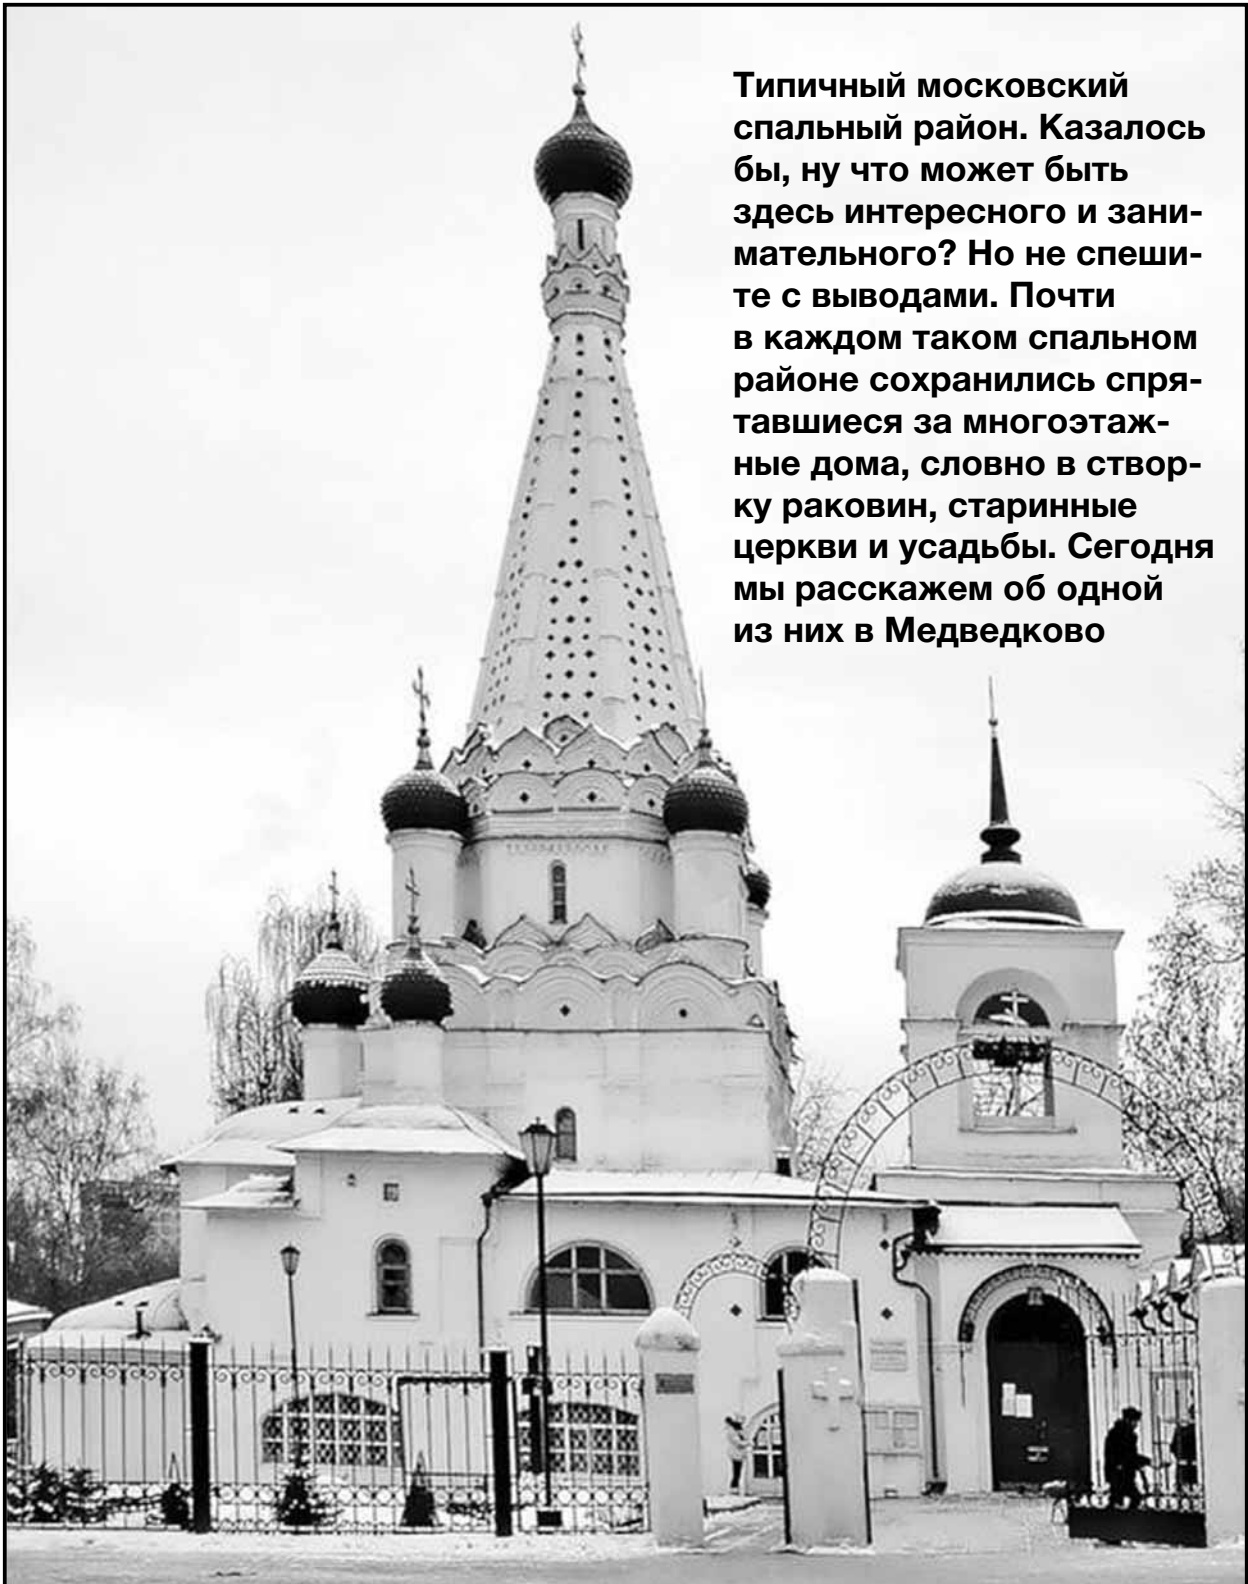 Типичный московский
спальный район. Казалось
бы, ну что может быть
здесь интересного и зани-
мательного? Но не спеши-
те с выводами. Почти
в каждом таком спальном
районе сохранились спря-
тавшиеся за многоэтаж-
ные дома, словно в створ-
ку раковин, старинные
церкви и усадьбы. Сегодня
мы расскажем об одной
из них в Медведково